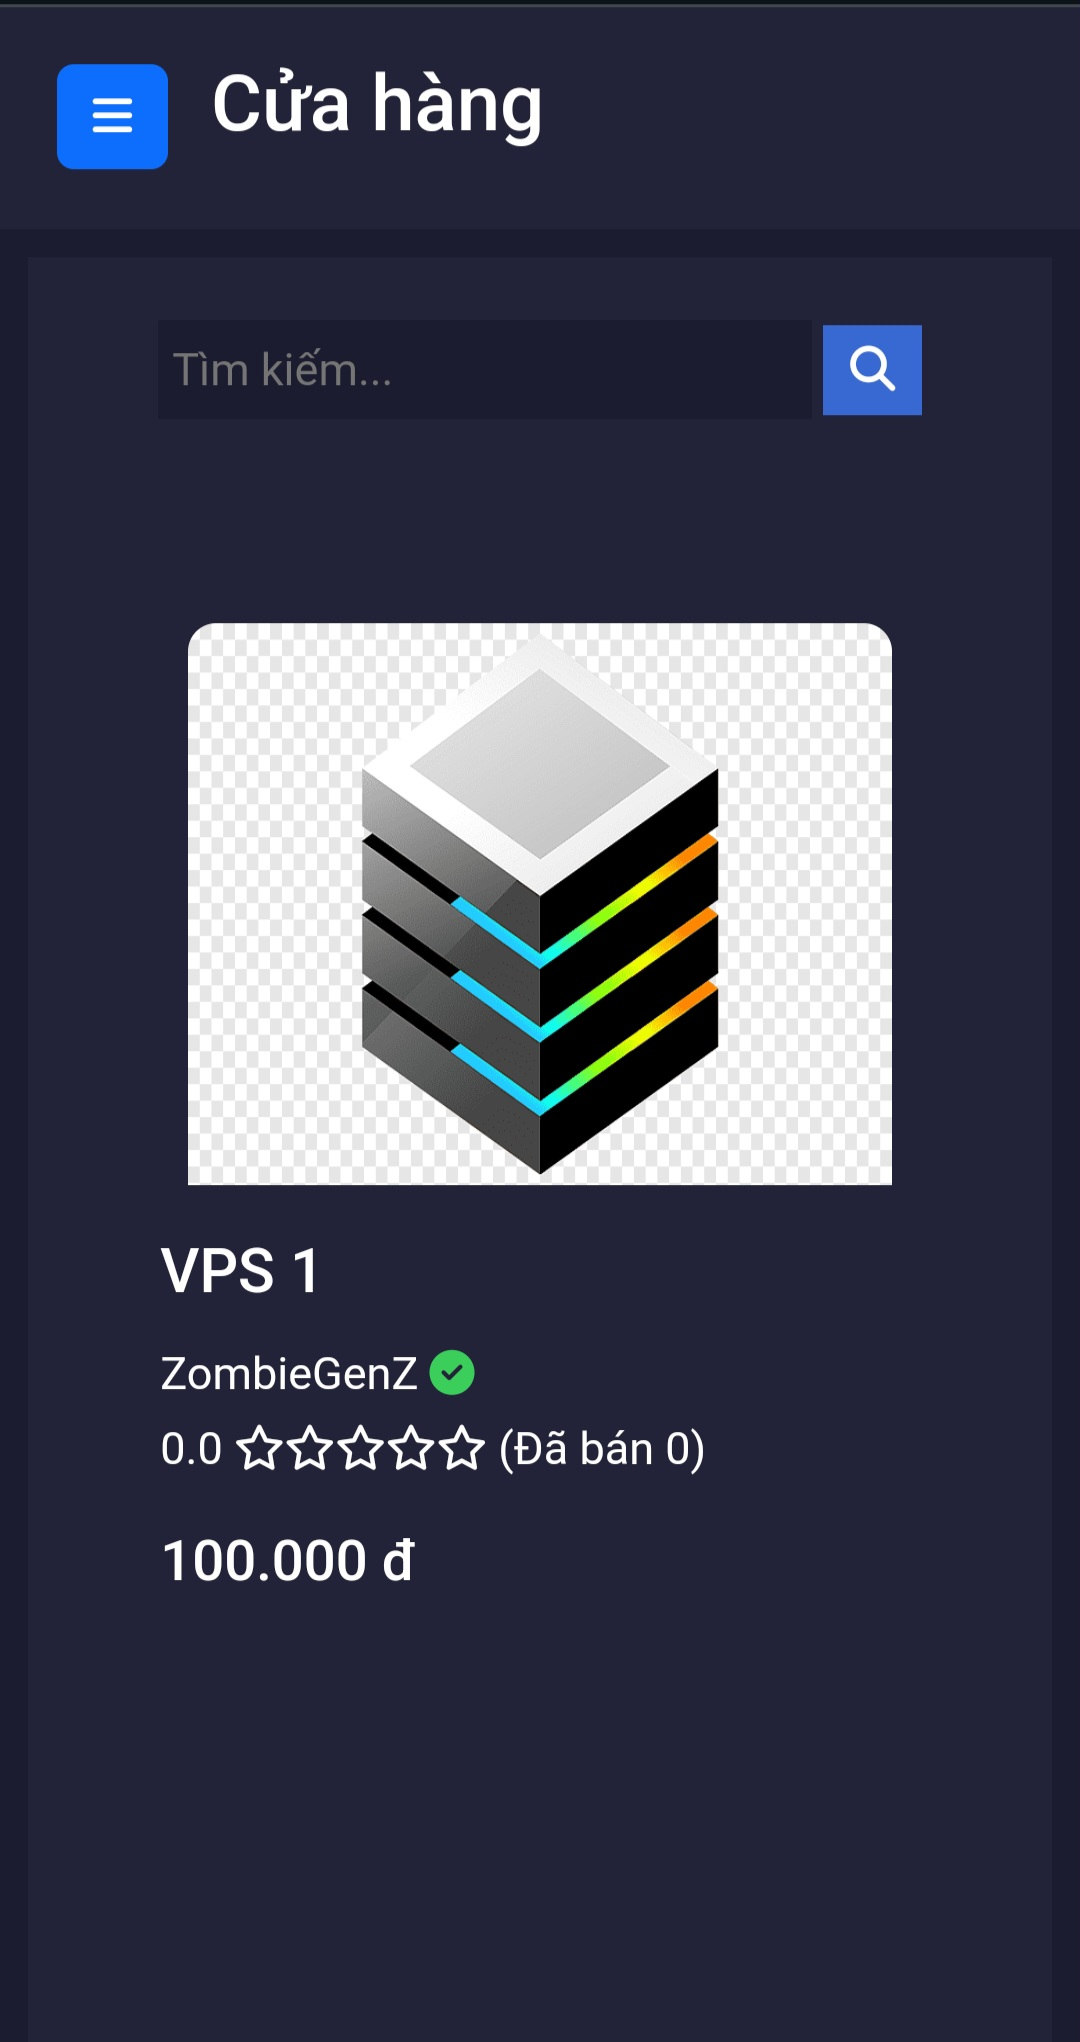 Cửa hàng
Tìm kiếm...
VPS 1
ZombieGenZ
0.0 (Đã bán 0)
100.000 đ